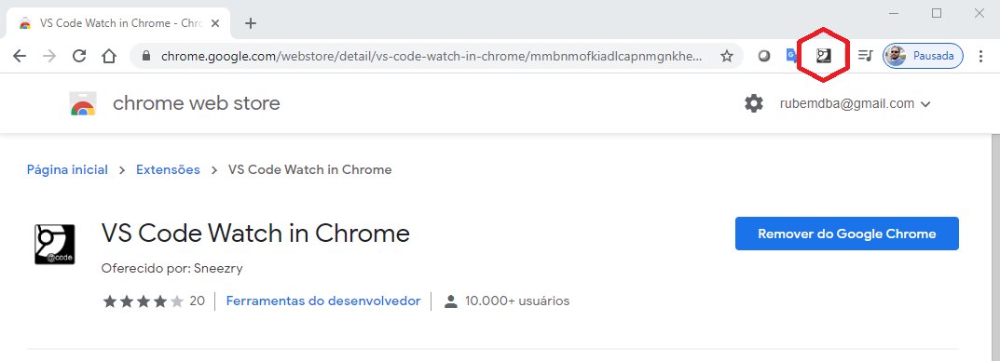 VS Code Watch in Chrome - Chro
chrome.google.com/webstore/detail/vs-code-watch-in-chrome/mmbnmofkiadlcapnmgnkhe...
Pausada
chrome web store
rubemdba@gmail.com
Página inicial > Extensões > VS Code Watch in Chrome
@code
VS Code Watch in Chrome
Remover do Google Chrome
Oferecido por: Sneezry
20 | Ferramentas do desenvolvedor | 10.000+ usuários